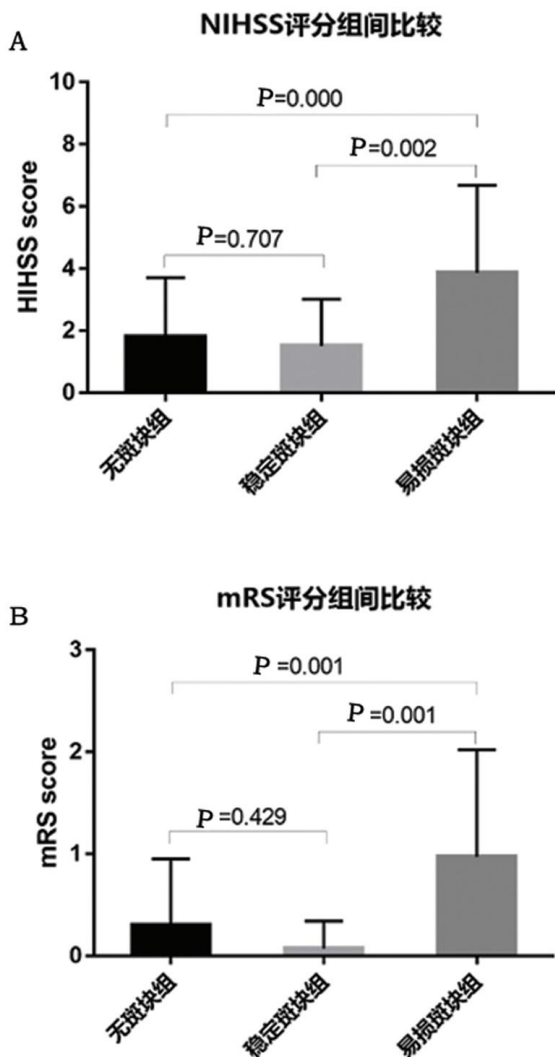 A
NIHSS评分组间比较
HIHSS score
10
8
6
4
2
0
P=0.000
P=0.002
P=0.707
无斑块组
稳定斑块组
易损斑块组
B
mRS评分组间比较
mRS score
3
2
1
0
P =0.001
P =0.001
P =0.429
无斑块组
稳定斑块组
易损斑块组